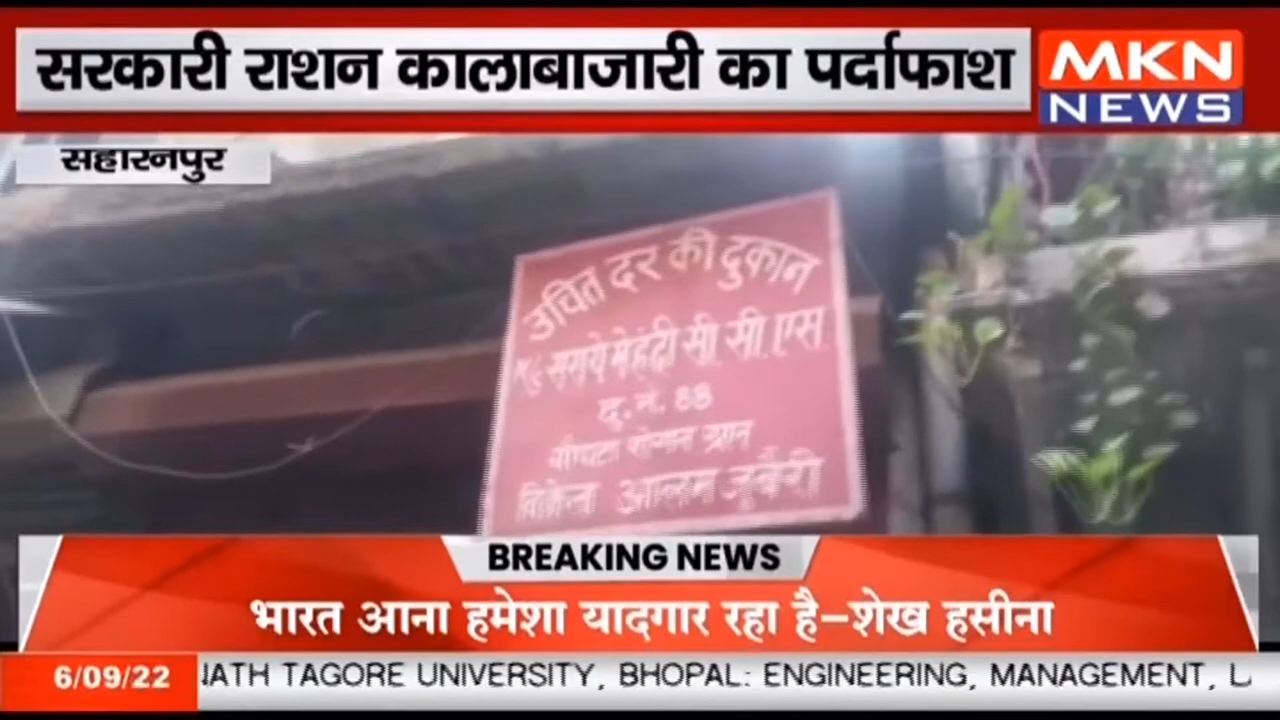 सरकारी राशन कालाबाजारी का पर्दाफाश
MKN
NEWS
सहारनपुर
उचित दर की दुकान
सराये मेहंदी सी सी एस
दु. नं. 88
विक्रेता आलम जुबैरी
BREAKING NEWS
भारत आना हमेशा यादगार रहा है-शेख हसीना
6/09/22
NATH TAGORE UNIVERSITY, BHOPAL: ENGINEERING, MANAGEMENT,